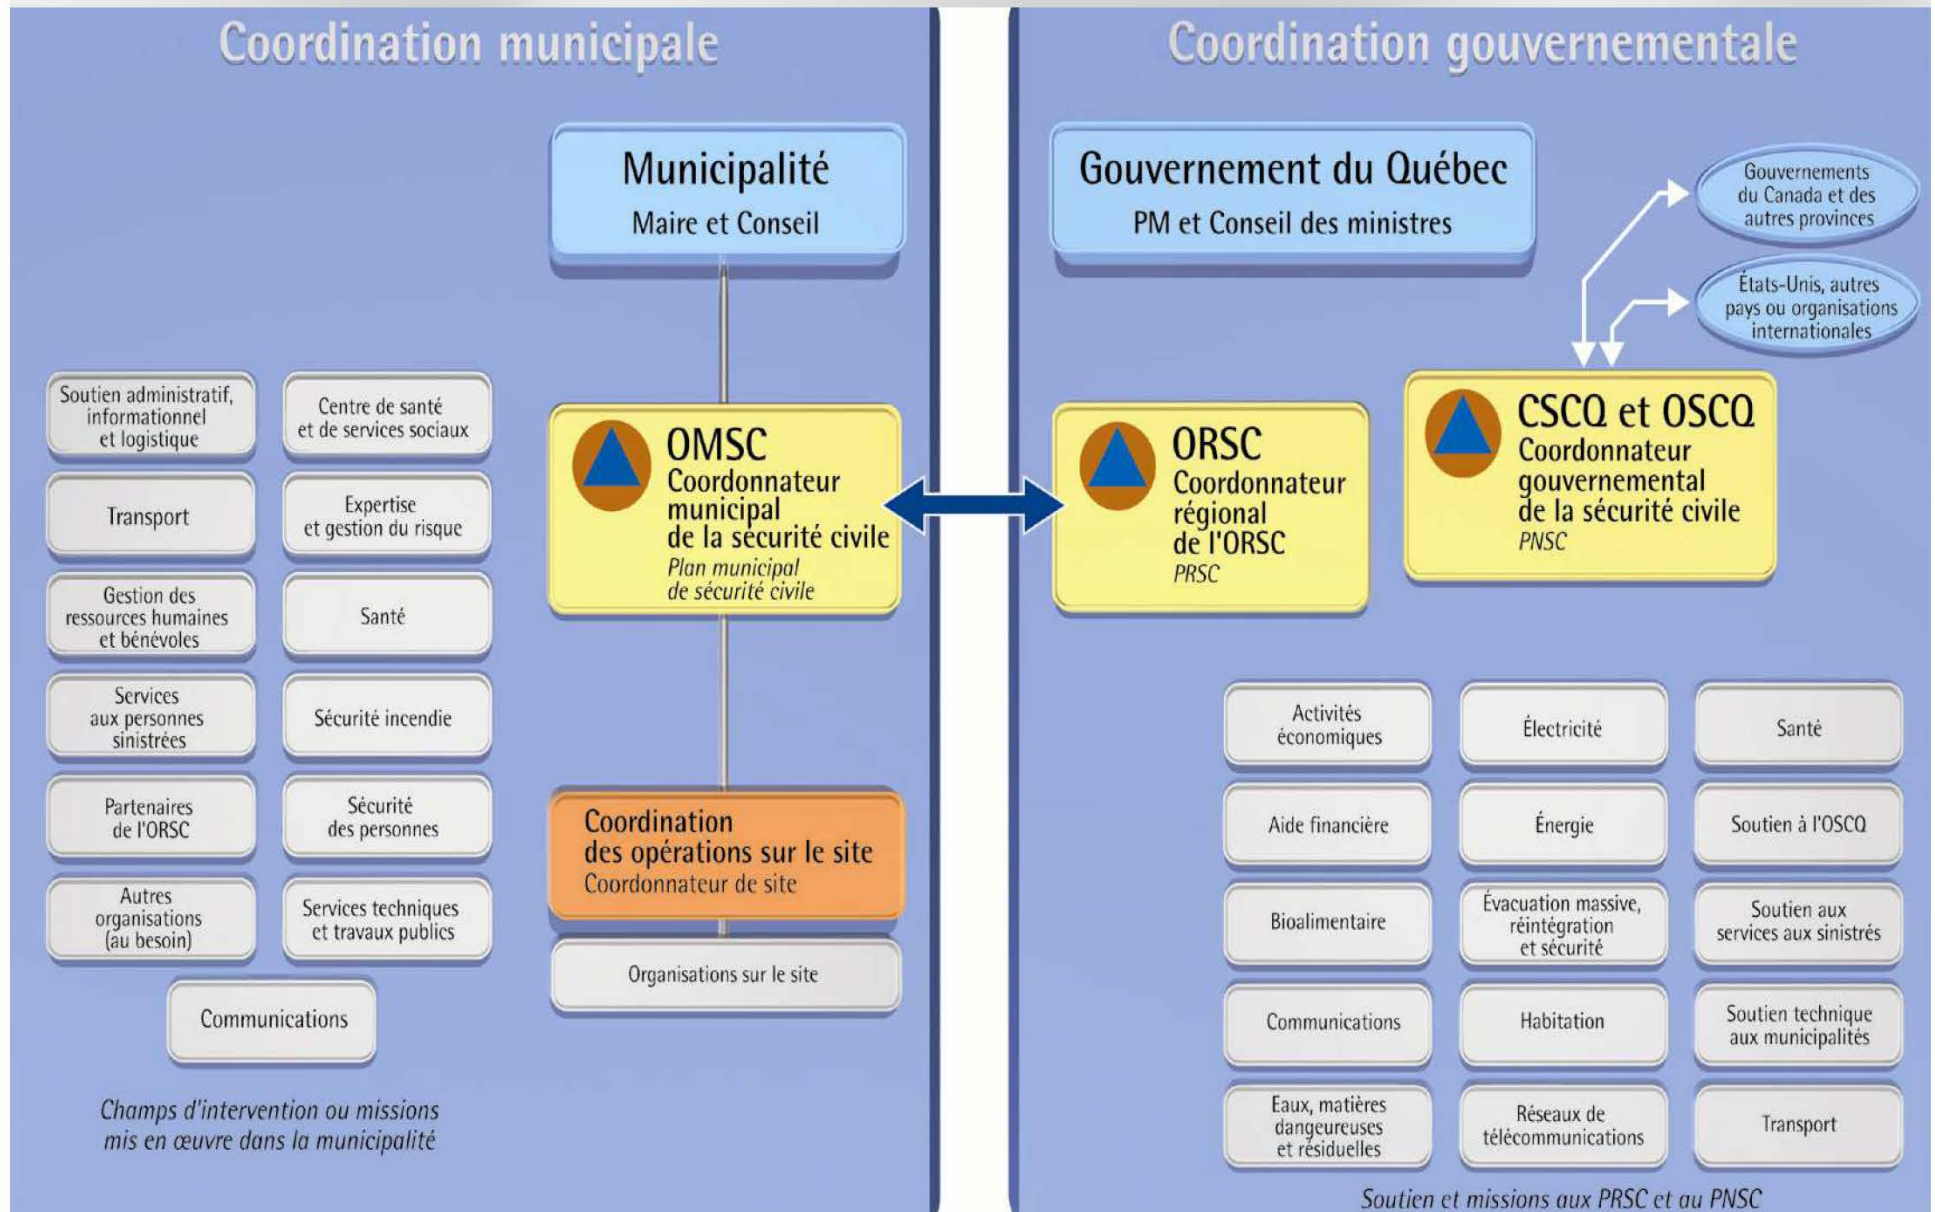 Coordination municipale
Municipalité
Maire et Conseil
Soutien administratif,
informationnel
et logistique
Centre de santé
et de services sociaux
Transport
Expertise
et gestion du risque
Gestion des
ressources humaines
et bénévoles
Santé
Services
aux personnes
sinistrées
Sécurité incendie
Partenaires
de l'ORSC
Sécurité
des personnes
Autres
organisations
(au besoin)
Services techniques
et travaux publics
Communications
Champs d'intervention ou missions
mis en œuvre dans la municipalité
OMSC
Coordonnateur
municipal
de la sécurité civile
Plan municipal
de sécurité civile
Coordination
des opérations sur le site
Coordonnateur de site
Organisations sur le site
Coordination gouvernementale
Gouvernement du Québec
PM et Conseil des ministres
Gouvernements
du Canada et des
autres provinces
États-Unis, autres
pays ou organisations
internationales
ORSC
Coordonnateur
régional
de l'ORSC
PRSC
CSCQ et OSCQ
Coordonnateur
gouvernemental
de la sécurité civile
PNSC
Activités
économiques
Électricité
Santé
Aide financière
Énergie
Soutien à l'OSCQ
Bioalimentaire
Évacuation massive,
réintégration
et sécurité
Soutien aux
services aux sinistrés
Communications
Habitation
Soutien technique
aux municipalités
Eaux, matières
dangeureuses
et résiduelles
Réseaux de
télécommunications
Transport
Soutien et missions aux PRSC et au PNSC